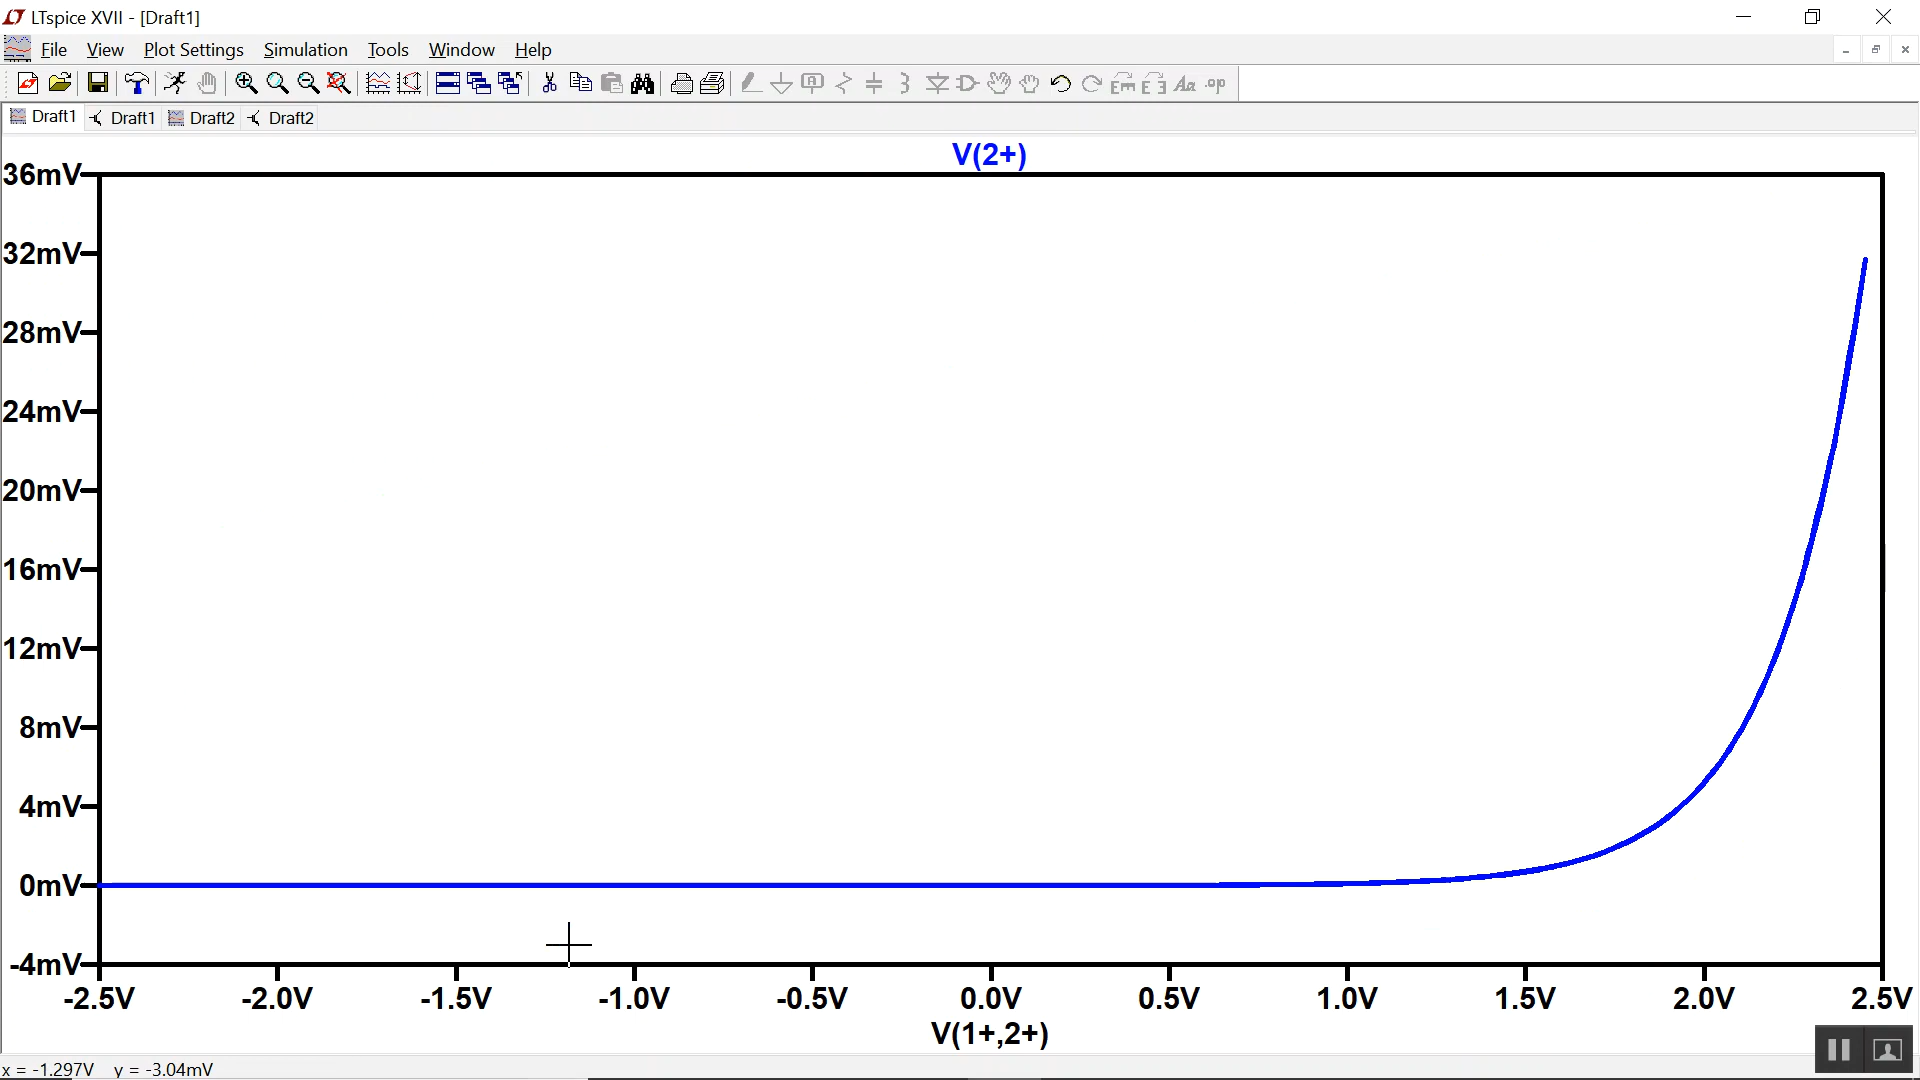 LTspice XVII - [Draft1]
File View Plot Settings Simulation Tools Window Help
Aa .op
Draft1 Draft1 Draft2 Draft2
V(2+)
36mV
32mV
28mV
24mV
20mV
16mV
12mV
8mV
4mV
0mV
-4mV
-2.5V -2.0V -1.5V -1.0V -0.5V 0.0V 0.5V 1.0V 1.5V 2.0V 2.5V
V(1+,2+)
x = -1.297V y = -3.04mV